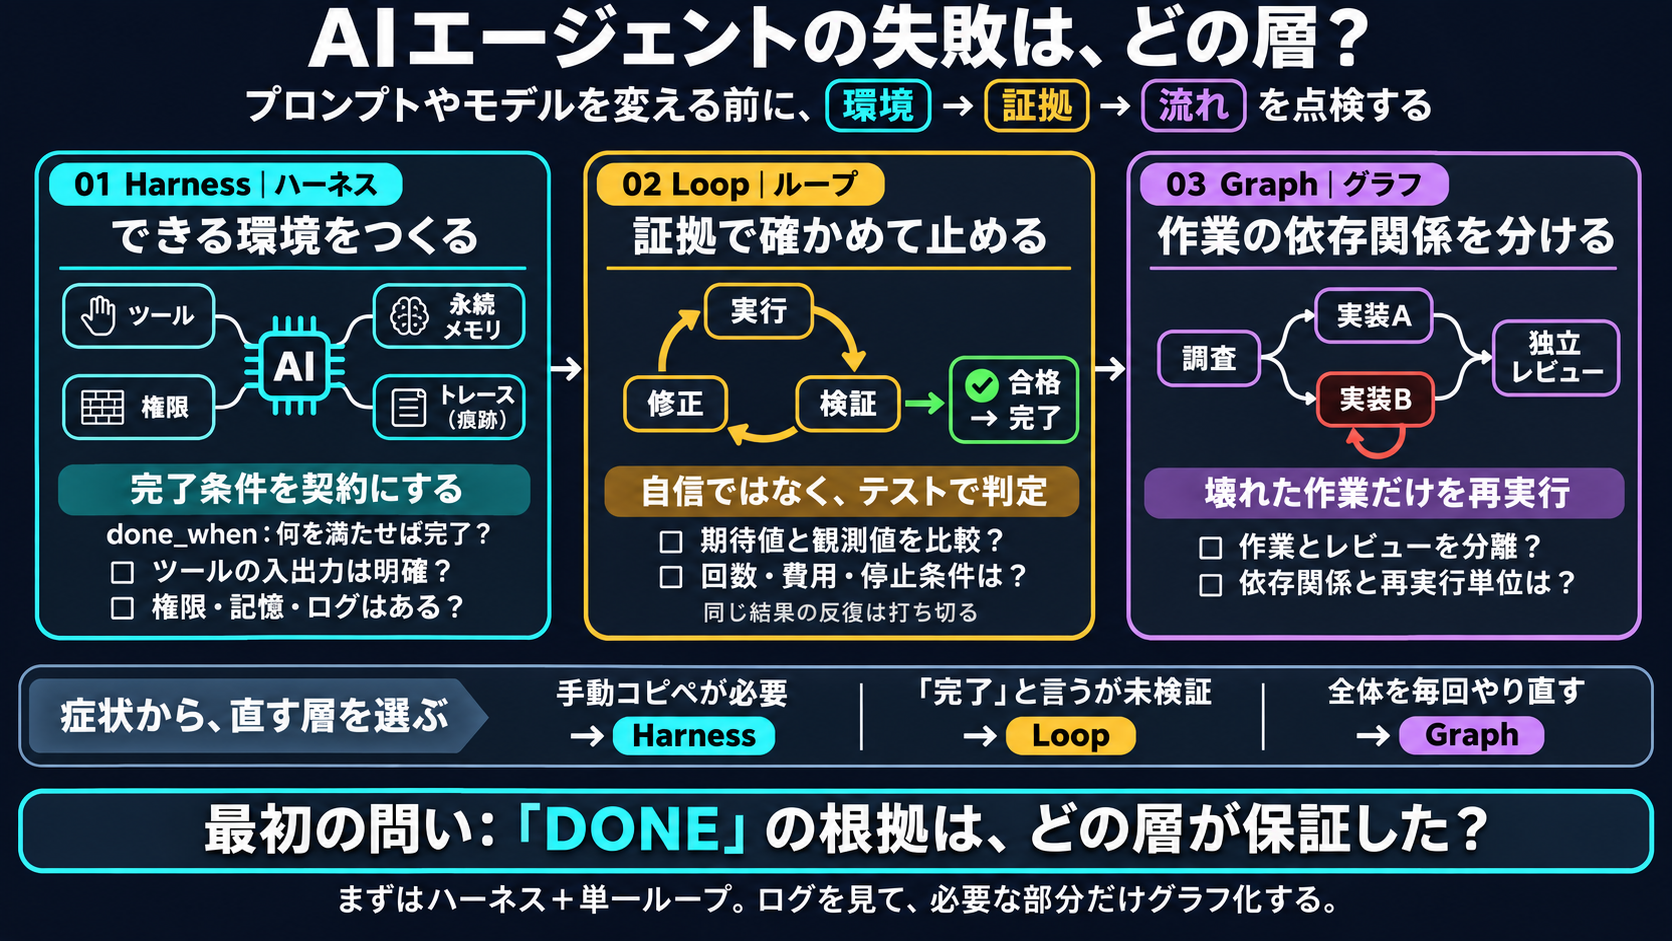 AIエージェントの失敗は、どの層？
プロンプトやモデルを変える前に、 環境 → 証拠 → 流れ を点検する
01 Harness｜ハーネス
できる環境をつくる
ツール
永続
メモリ
AI
権限
トレース
（痕跡）
完了条件を契約にする
done_when：何を満たせば完了？
□ ツールの入出力は明確？
□ 権限・記憶・ログはある？
02 Loop｜ループ
証拠で確かめて止める
実行
修正
検証
合格
→ 完了
自信ではなく、テストで判定
□ 期待値と観測値を比較？
□ 回数・費用・停止条件は？
同じ結果の反復は打ち切る
03 Graph｜グラフ
作業の依存関係を分ける
調査
実装A
実装B
独立
レビュー
壊れた作業だけを再実行
□ 作業とレビューを分離？
□ 依存関係と再実行単位は？
症状から、直す層を選ぶ
手動コピペが必要
→ Harness
「完了」と言うが未検証
→ Loop
全体を毎回やり直す
→ Graph
最初の問い：「DONE」の根拠は、どの層が保証した？
まずはハーネス＋単一ループ。ログを見て、必要な部分だけグラフ化する。